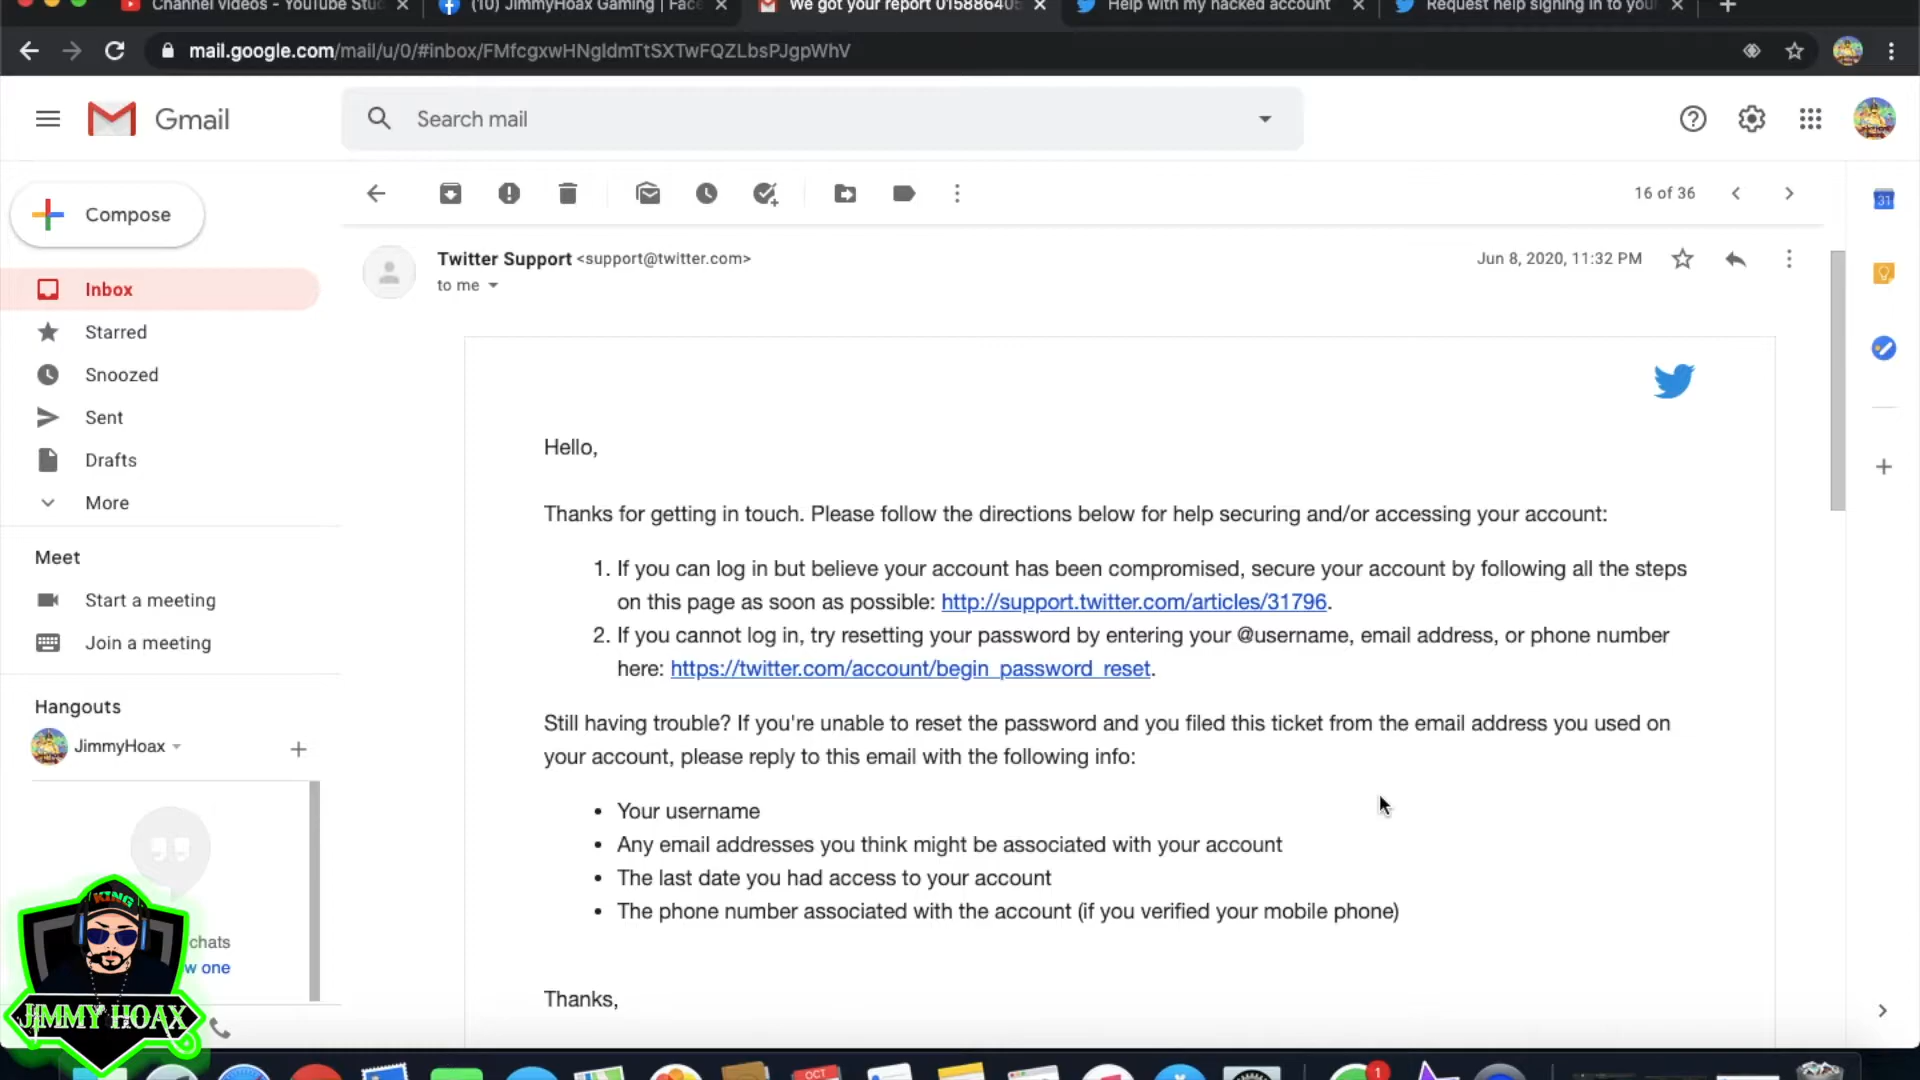 Channel videos - YouTube Stud
(10) JimmyHoax Gaming | Face
We got your report 015886405
Help with my hacked account
Request help signing in to your
mail.google.com/mail/u/0/#inbox/FMfcgxwHNgldmTtSXTwFQZLbsPJgpWhV
Gmail
Search mail
Compose
16 of 36
Inbox
Starred
Snoozed
Sent
Drafts
More
Meet
Start a meeting
Join a meeting
Hangouts
JimmyHoax
chats
w one
KING
JIMMY HOAX
Twitter Support <support@twitter.com>
Jun 8, 2020, 11:32 PM
to me
Hello,
Thanks for getting in touch. Please follow the directions below for help securing and/or accessing your account:
1. If you can log in but believe your account has been compromised, secure your account by following all the steps
on this page as soon as possible: http://support.twitter.com/articles/31796.
2. If you cannot log in, try resetting your password by entering your @username, email address, or phone number
here: https://twitter.com/account/begin_password_reset.
Still having trouble? If you're unable to reset the password and you filed this ticket from the email address you used on
your account, please reply to this email with the following info:
• Your username
• Any email addresses you think might be associated with your account
• The last date you had access to your account
• The phone number associated with the account (if you verified your mobile phone)
Thanks,
31
OCT
1